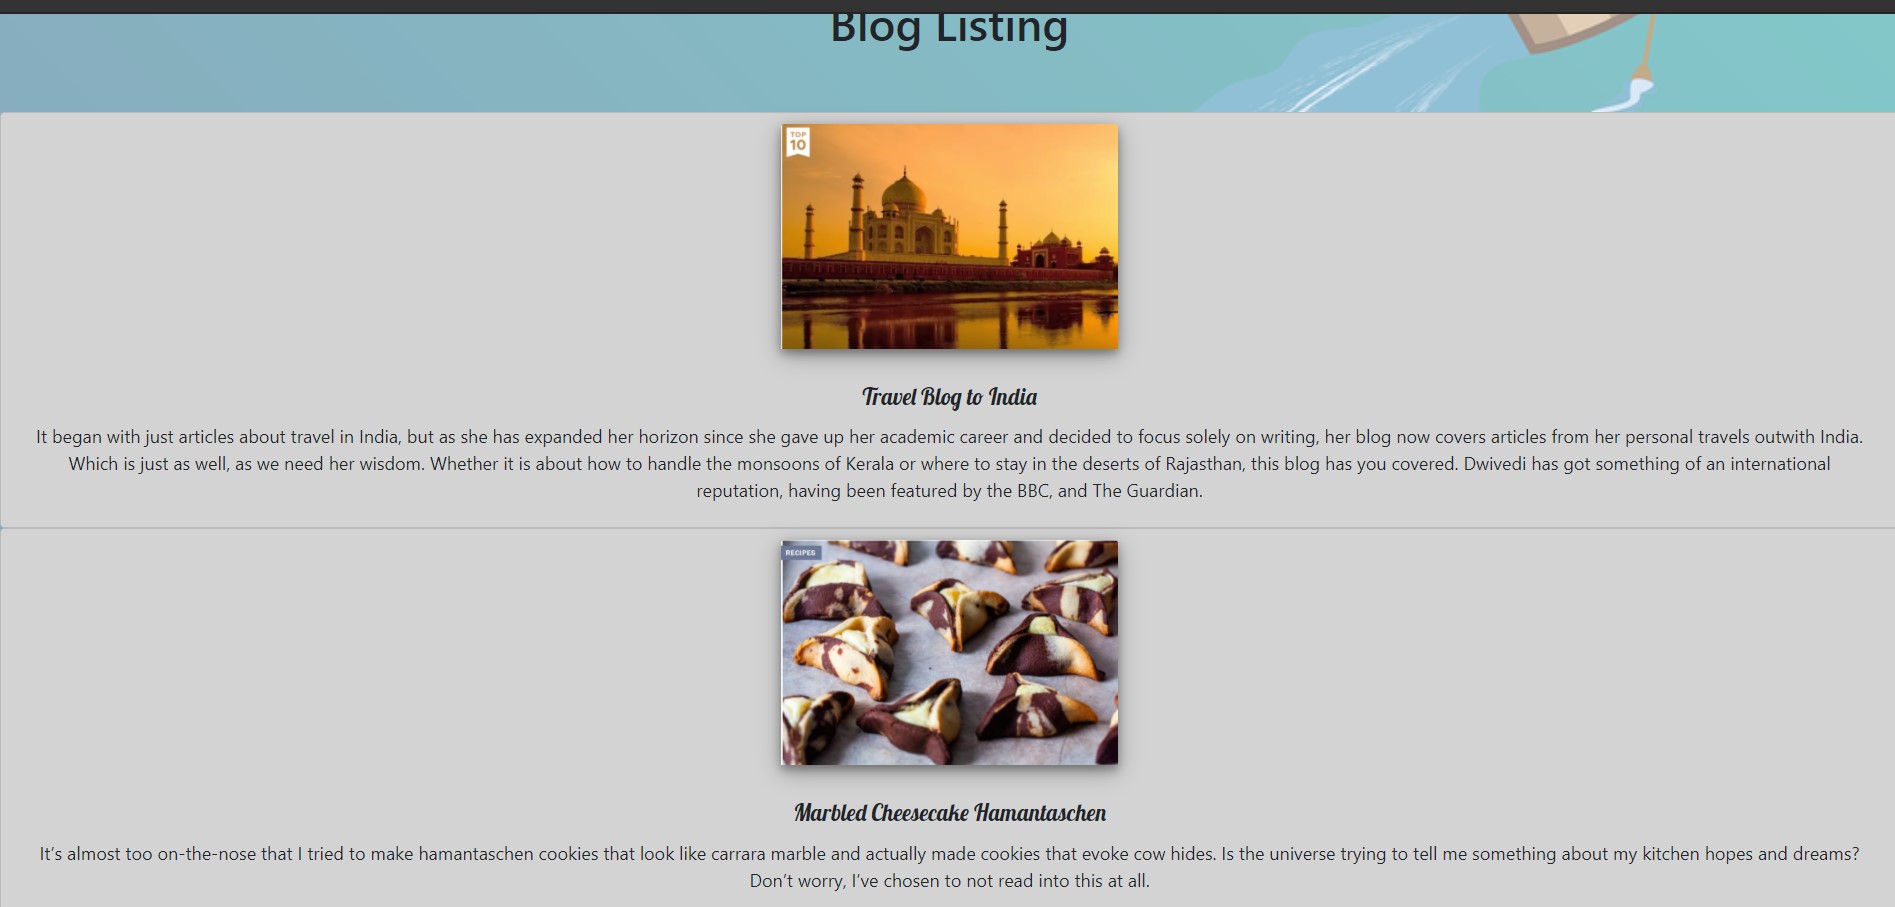 Blog Listing
TOP
10
Travel Blog to India
It began with just articles about travel in India, but as she has expanded her horizon since she gave up her academic career and decided to focus solely on writing, her blog now covers articles from her personal travels outwith India.
Which is just as well, as we need her wisdom. Whether it is about how to handle the monsoons of Kerala or where to stay in the deserts of Rajasthan, this blog has you covered. Dwivedi has got something of an international
reputation, having been featured by the BBC, and The Guardian.
RECIPES
Marbled Cheesecake Hamantaschen
It’s almost too on-the-nose that I tried to make hamantaschen cookies that look like carrara marble and actually made cookies that evoke cow hides. Is the universe trying to tell me something about my kitchen hopes and dreams?
Don’t worry, I’ve chosen to not read into this at all.